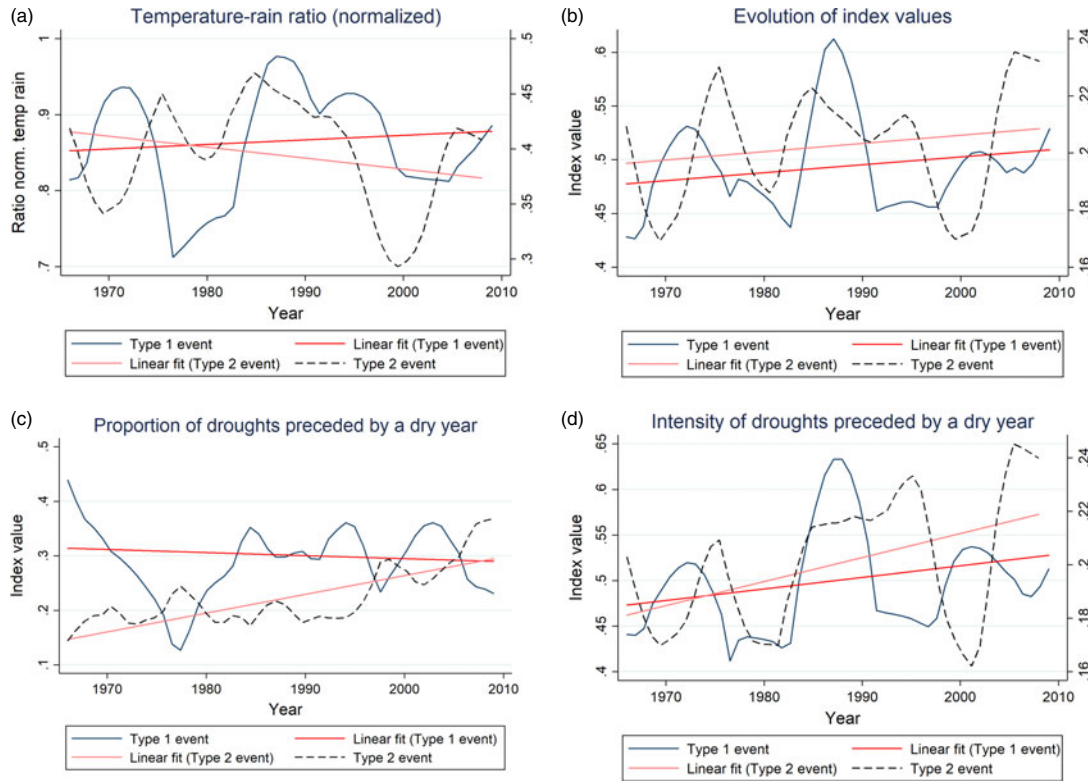 (a)
Temperature-rain ratio (normalized)
Ratio norm. temp rain
1
.9
.8
.7
.5
.45
.4
.35
.3
1970 1980 1990 2000 2010
Year
Type 1 event Linear fit (Type 1 event)
Linear fit (Type 2 event) Type 2 event
(b)
Evolution of index values
Index value
.6
.55
.5
.45
.4
24
22
.2
18
16
1970 1980 1990 2000 2010
Year
Type 1 event Linear fit (Type 1 event)
Linear fit (Type 2 event) Type 2 event
(c)
Proportion of droughts preceded by a dry year
Index value
.5
.4
.3
.2
.1
1970 1980 1990 2000 2010
Year
Type 1 event Linear fit (Type 1 event)
Linear fit (Type 2 event) Type 2 event
(d)
Intensity of droughts preceded by a dry year
Index value
.65
.6
.55
.5
.45
.4
.24
.22
.2
.18
.16
1970 1980 1990 2000 2010
Year
Type 1 event Linear fit (Type 1 event)
Linear fit (Type 2 event) Type 2 event